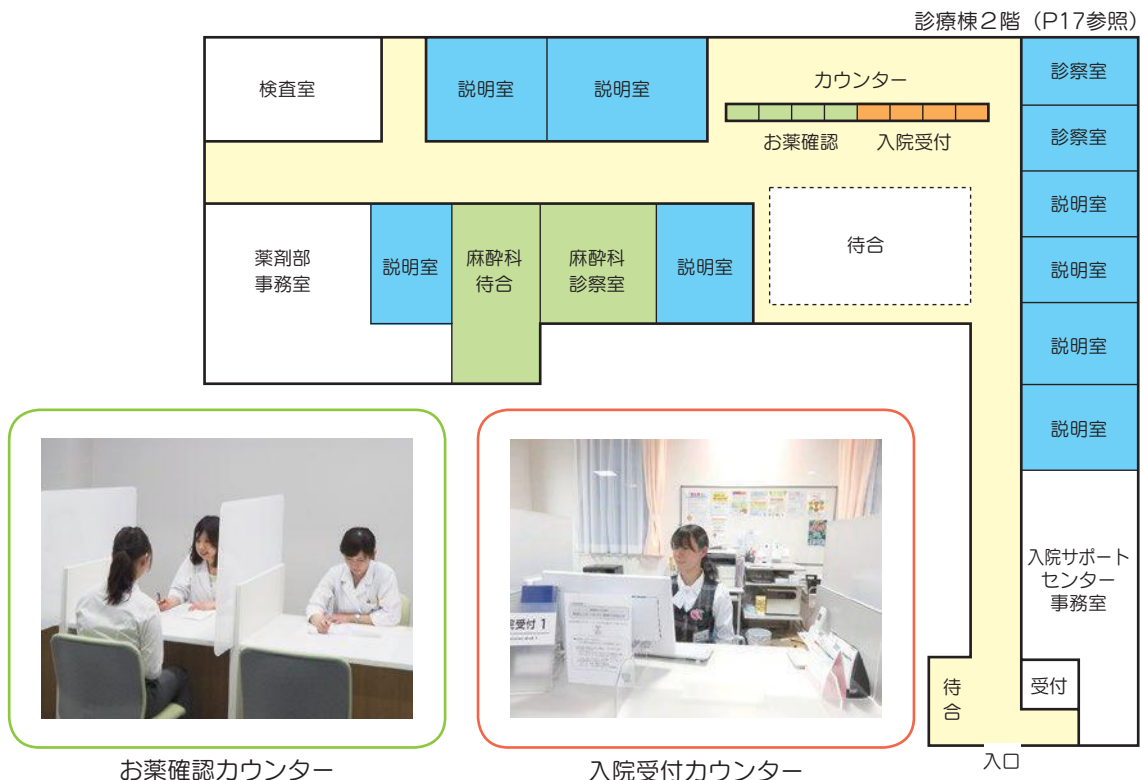 診療棟２階（P17参照）
検査室
説明室
説明室
カウンター
お薬確認
入院受付
診察室
診察室
説明室
説明室
説明室
説明室
待合
薬剤部
事務室
説明室
麻酔科
待合
麻酔科
診察室
説明室
入院サポート
センター
事務室
受付
待
合
入口
受付 1
お薬確認カウンター
入院受付カウンター